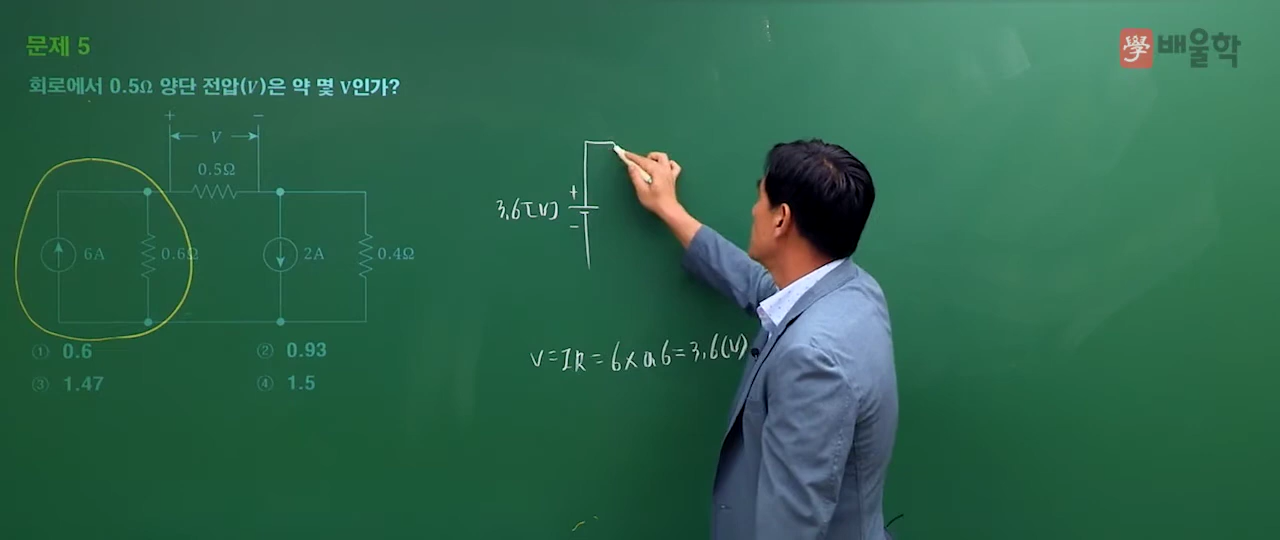 문제 5
學 배울학
회로에서 0.5Ω 양단 전압(V)은 약 몇 V인가?
+ −
V
0.5Ω
6A 0.6Ω 2A 0.4Ω
① 0.6 ② 0.93
③ 1.47 ④ 1.5
+
3.6[V]
−
V=IR=6×0.6=3.6(V)